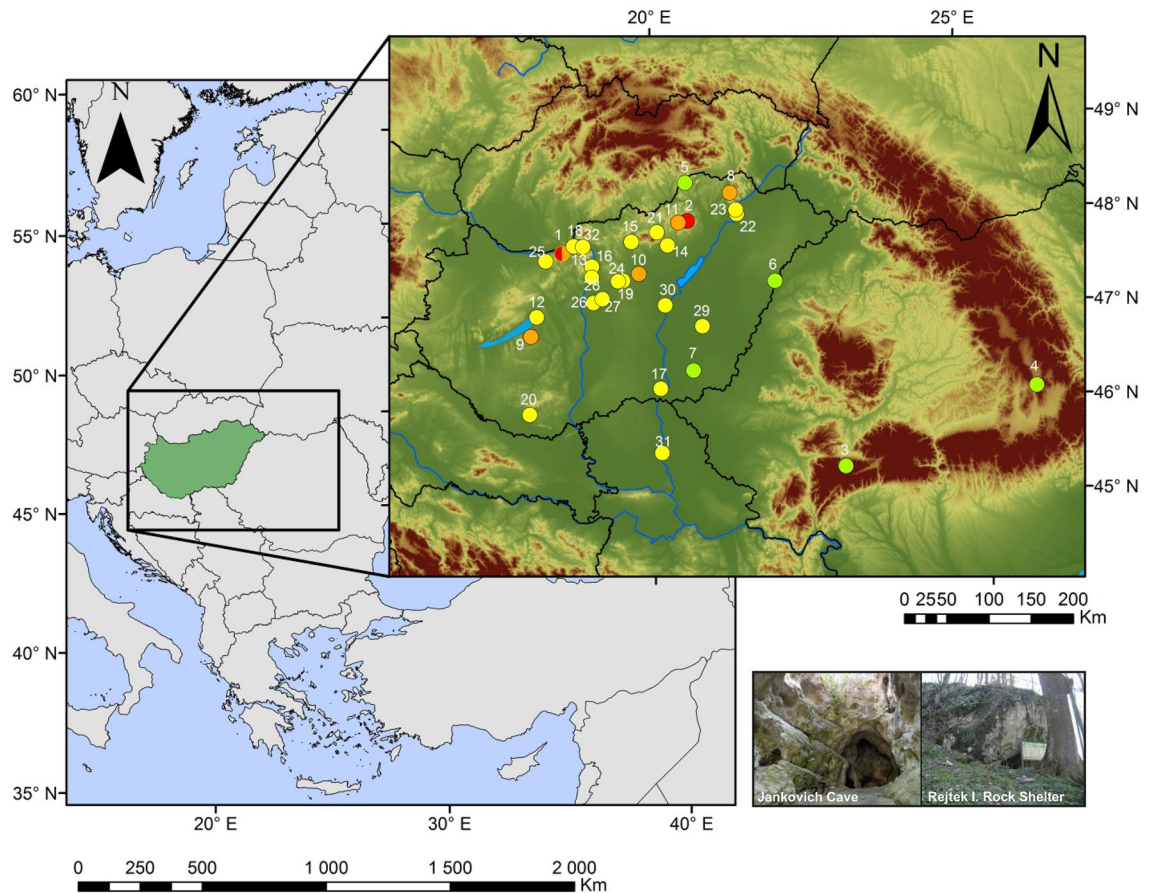 20° E 25° E
N
N
60° N
49° N
48° N
55° N
47° N
50° N
46° N
45° N
45° N
40° N
35° N
5
8
11 2
23
22
21
15
14
1 18 32
25
13 16
10
24
19
28
26 27
12
9
30
29
6
7
17
20
31
4
3
0 25 50 100 150 200
Km
Jankovich Cave
Rejtek I. Rock Shelter
20° E 30° E 40° E
0 250 500 1 000 1 500 2 000
Km